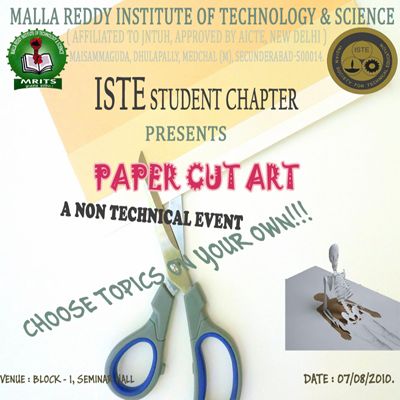 MALLA REDDY INSTITUTE OF TECHNOLOGY & SCIENCE
( AFFILIATED TO JNTUH, APPROVED BY AICTE, NEW DELHI )
MAISAMMAGUDA, DHULAPALLY, MEDCHAL (M), SECUNDERABAD-500014.
MRITS
ISTE
ISTE STUDENT CHAPTER
PRESENTS
PAPER CUT ART
A NON TECHNICAL EVENT
CHOOSE TOPICS ON YOUR OWN!!!
VENUE : BLOCK - 1, SEMINAR HALL
DATE : 07/08/2010.